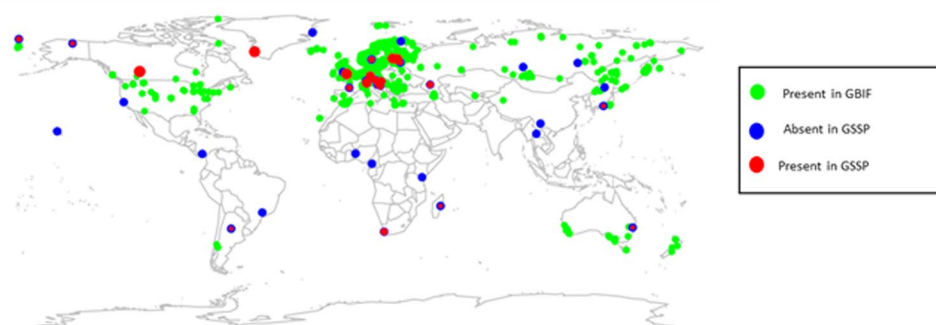 Present in GBIF
Absent in GSSP
Present in GSSP